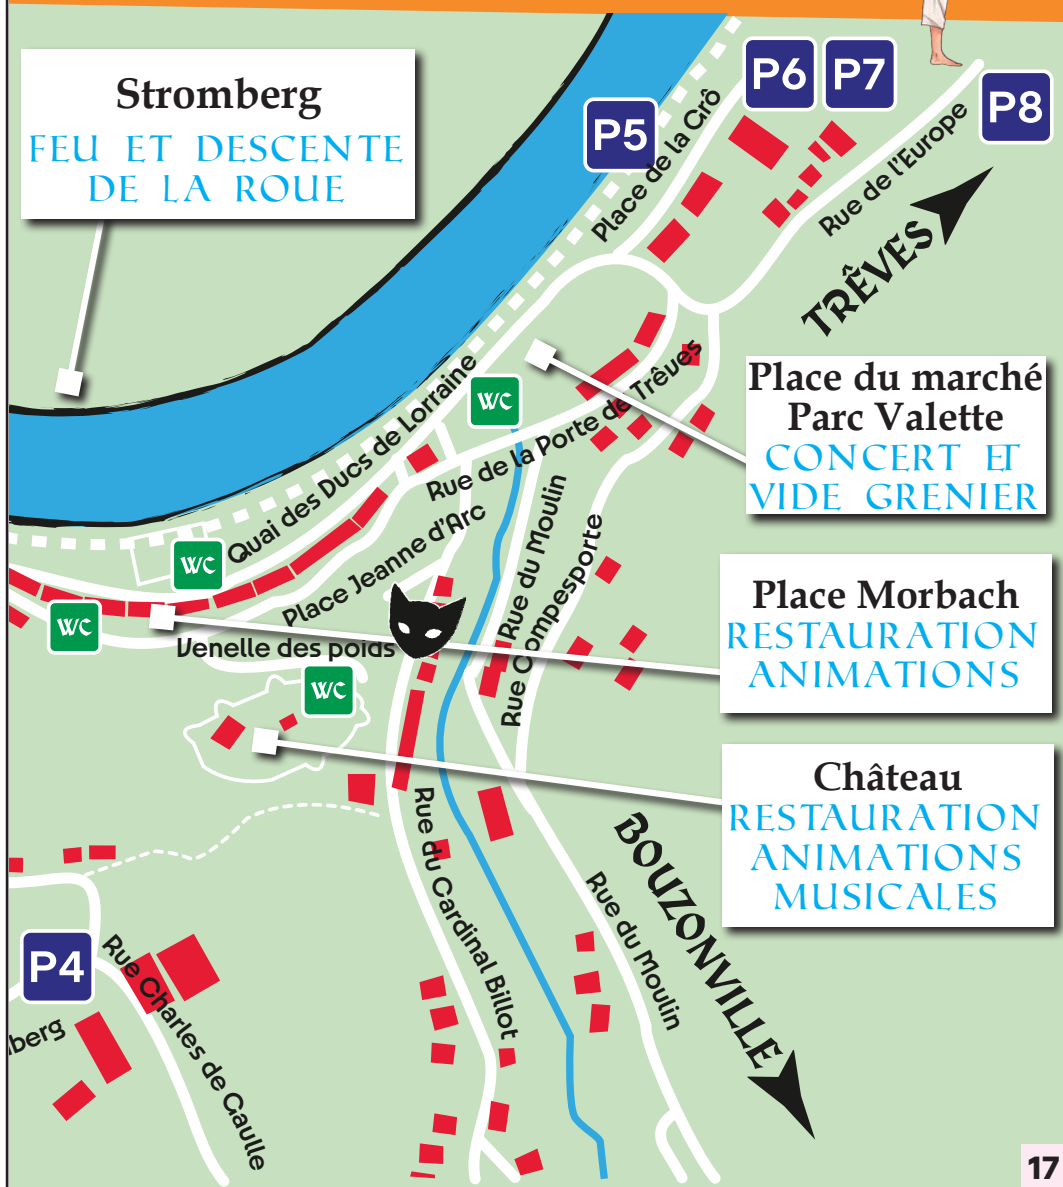 Stromberg
FEU ET DESCENTE
DE LA ROUE
P5
P6
P7
P8
Place de la Crô
Rue de l'Europe
TRÊVES
Place du marché
Parc Valette
CONCERT ET
VIDE GRENIER
WC
Quai des Ducs de Lorraine
Rue de la Porte de Trêves
WC
Place Jeanne d'Arc
Rue du Moulin
Rue Compesporte
WC
Venelle des poids
Place Morbach
RESTAURATION
ANIMATIONS
WC
Château
RESTAURATION
ANIMATIONS
MUSICALES
Rue du Cardinal Billot
BOUZONVILLE
Rue du Moulin
P4
Rue Charles de Gaulle
berg
17